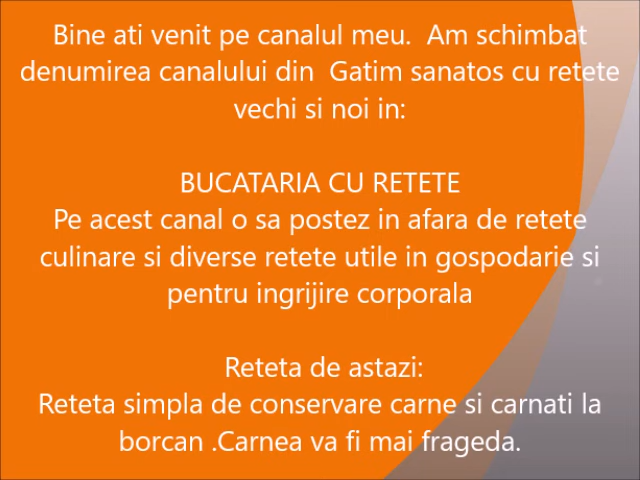 Bine ati venit pe canalul meu.  Am schimbat
denumirea canalului din  Gatim sanatos cu retete
vechi si noi in:
BUCATARIA CU RETETE
Pe acest canal o sa postez in afara de retete
culinare si diverse retete utile in gospodarie si
pentru ingrijire corporala
Reteta de astazi:
Reteta simpla de conservare carne si carnati la
borcan .Carnea va fi mai frageda.